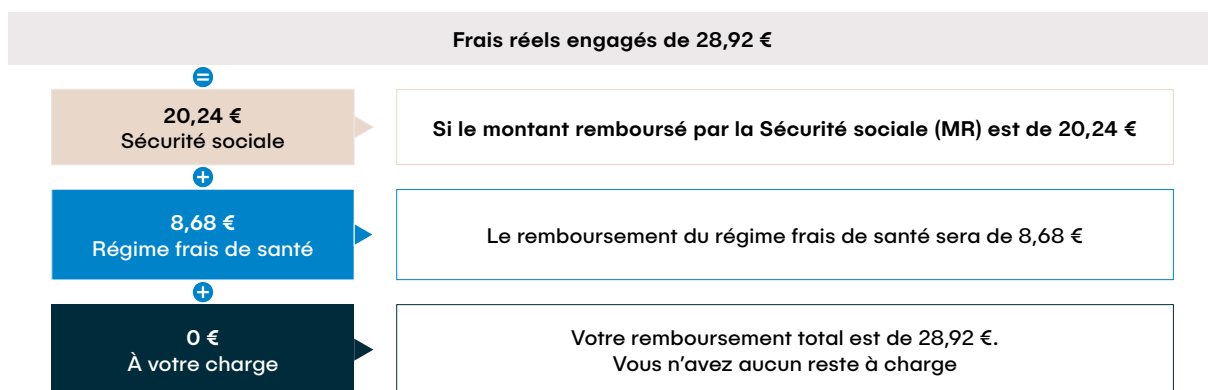 Frais réels engagés de 28,92 €
=
20,24 €
Sécurité sociale
Si le montant remboursé par la Sécurité sociale (MR) est de 20,24 €
+
8,68 €
Régime frais de santé
Le remboursement du régime frais de santé sera de 8,68 €
+
0 €
À votre charge
Votre remboursement total est de 28,92 €.
Vous n’avez aucun reste à charge